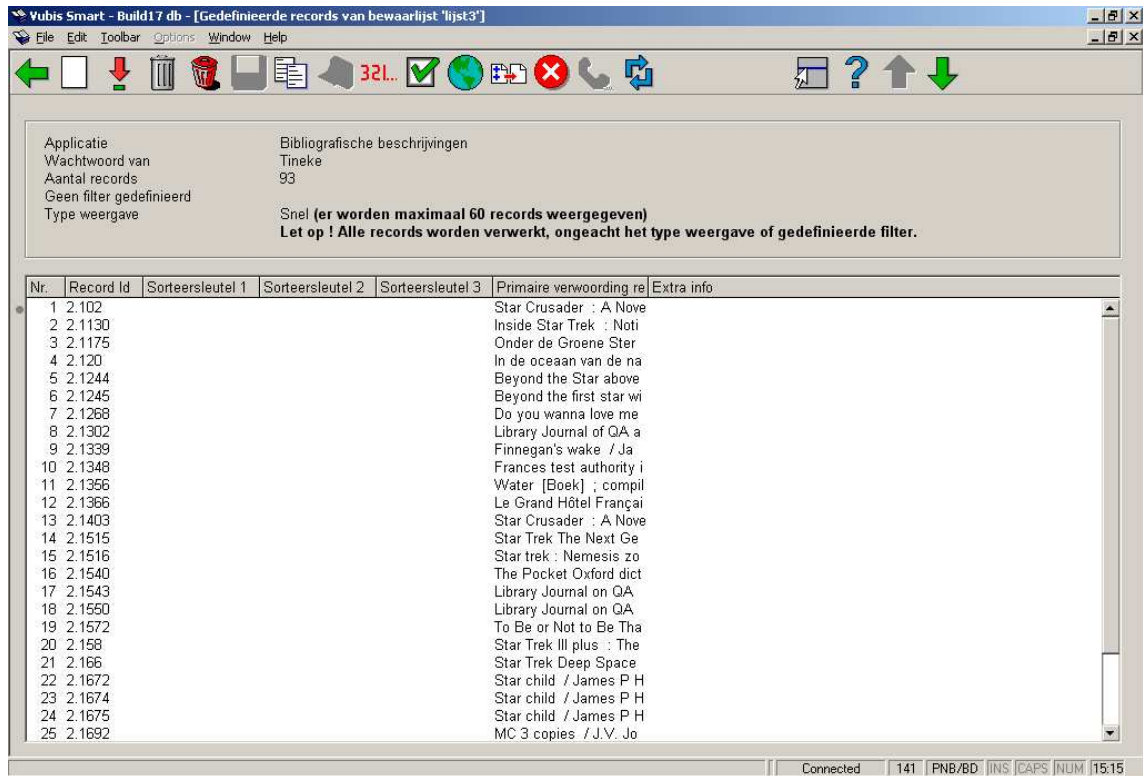 Vubis Smart - Build17 db - [Gedefinieerde records van bewaarlijst 'lijst3']
File Edit Toolbar Options Window Help
321...
Applicatie Bibliografische beschrijvingen
Wachtwoord van Tineke
Aantal records 93
Geen filter gedefinieerd
Type weergave Snel (er worden maximaal 60 records weergegeven)
Let op ! Alle records worden verwerkt, ongeacht het type weergave of gedefinieerde filter.
Nr. Record Id Sorteersleutel 1 Sorteersleutel 2 Sorteersleutel 3 Primaire verwoording re Extra info
1 2.102 Star Crusader : A Nove
2 2.1130 Inside Star Trek : Noti
3 2.1175 Onder de Groene Ster
4 2.120 In de oceaan van de na
5 2.1244 Beyond the Star above
6 2.1245 Beyond the first star wi
7 2.1268 Do you wanna love me
8 2.1302 Library Journal of QA a
9 2.1339 Finnegan's wake / Ja
10 2.1348 Frances test authority i
11 2.1356 Water [Boek] ; compil
12 2.1366 Le Grand Hôtel Françai
13 2.1403 Star Crusader : A Nove
14 2.1515 Star Trek The Next Ge
15 2.1516 Star trek : Nemesis zo
16 2.1540 The Pocket Oxford dict
17 2.1543 Library Journal on QA
18 2.1550 Library Journal on QA
19 2.1572 To Be or Not to Be Tha
20 2.158 Star Trek III plus : The
21 2.166 Star Trek Deep Space
22 2.1672 Star child / James P H
23 2.1674 Star child / James P H
24 2.1675 Star child / James P H
25 2.1692 MC 3 copies / J.V. Jo
Connected 141 PNB/BD INS CAPS NUM 15:15